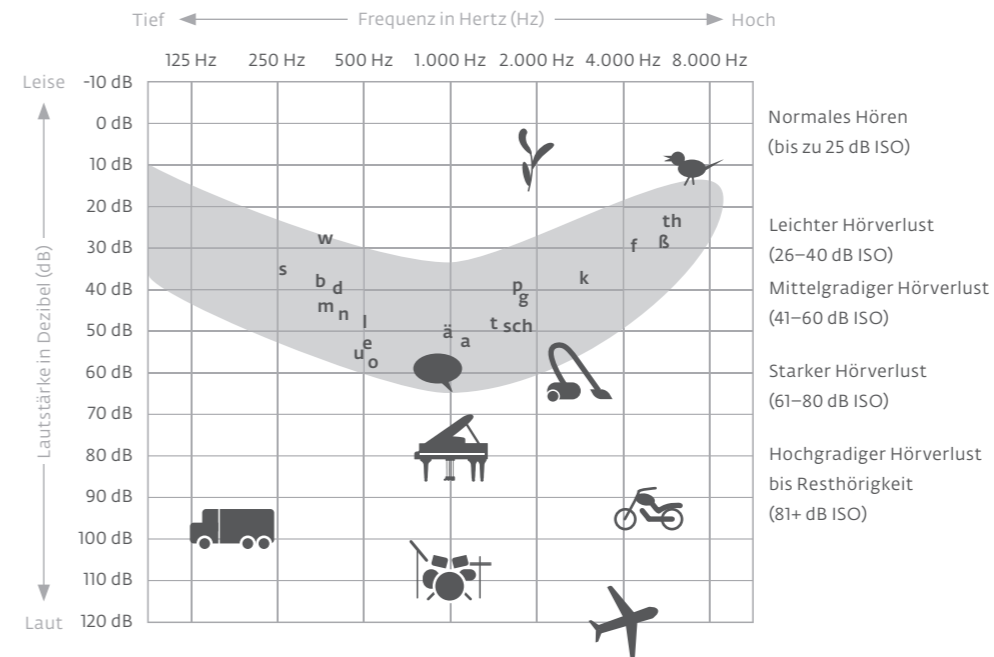 Tief Frequenz in Hertz (Hz) Hoch
125 Hz 250 Hz 500 Hz 1.000 Hz 2.000 Hz 4.000 Hz 8.000 Hz
Leise
Lautstärke in Dezibel (dB)
Laut
-10 dB
0 dB
10 dB
20 dB
30 dB
40 dB
50 dB
60 dB
70 dB
80 dB
90 dB
100 dB
110 dB
120 dB
th
w f ß
s k
b d p
m n g
l t sch
ä
e a
u o
Normales Hören
(bis zu 25 dB ISO)
Leichter Hörverlust
(26–40 dB ISO)
Mittelgradiger Hörverlust
(41–60 dB ISO)
Starker Hörverlust
(61–80 dB ISO)
Hochgradiger Hörverlust
bis Resthörigkeit
(81+ dB ISO)